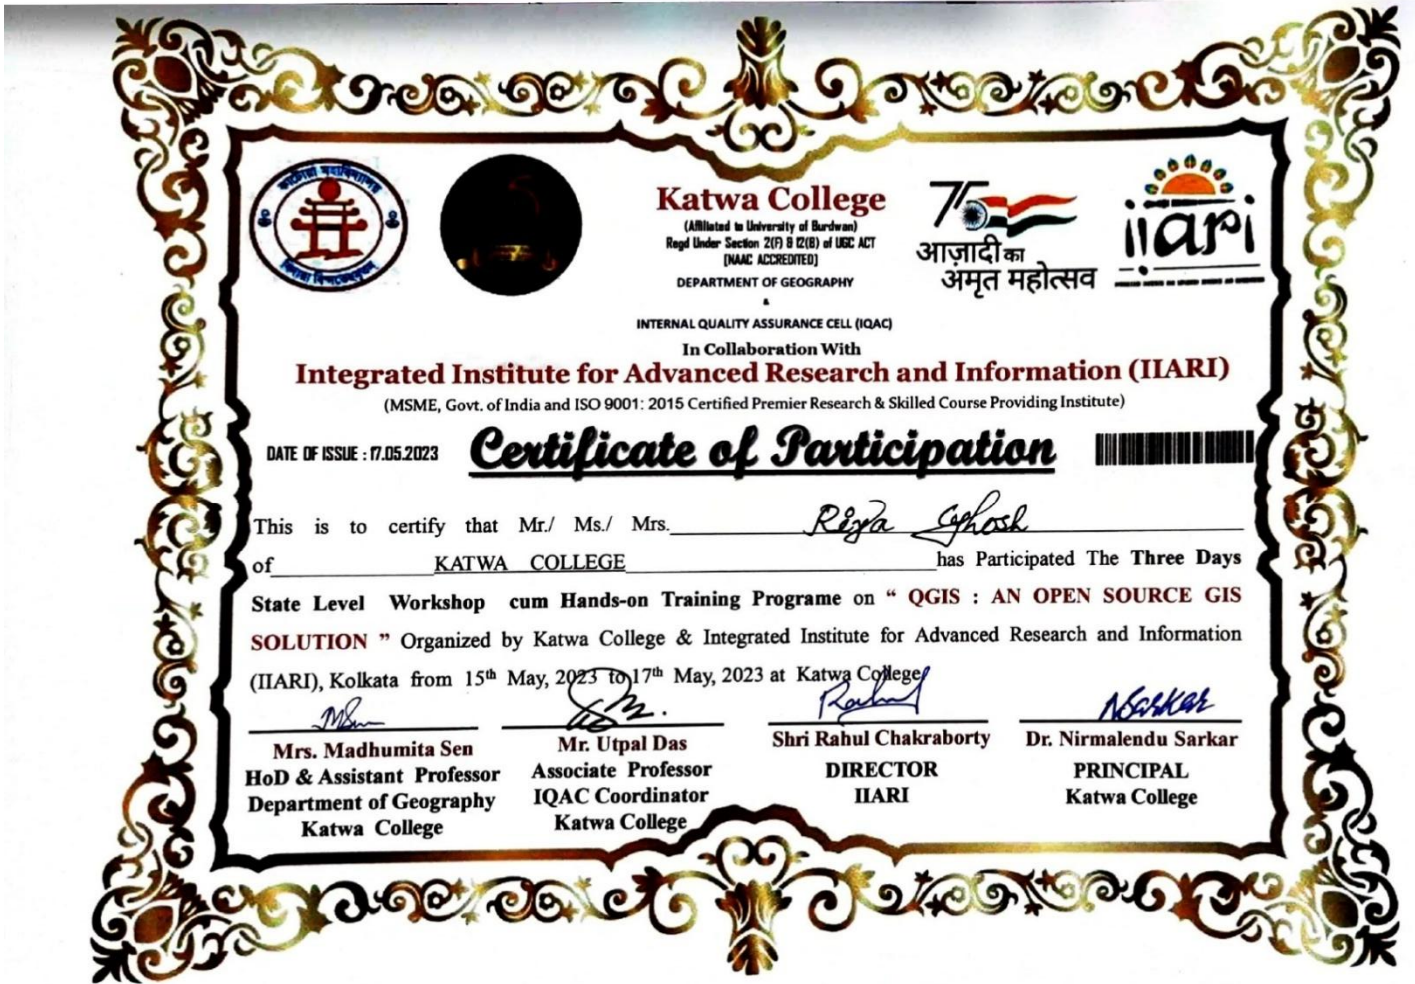 काटोया महाविद्यालय
Katwa College
(Affiliated to University of Burdwan)
Regd Under Section 2(F) & 12(B) of UGC ACT
[NAAC ACCREDITED]
DEPARTMENT OF GEOGRAPHY
&
INTERNAL QUALITY ASSURANCE CELL (IQAC)
75
आज़ादी का
अमृत महोत्सव
iiari
In Collaboration With
Integrated Institute for Advanced Research and Information (IIARI)
(MSME, Govt. of India and ISO 9001: 2015 Certified Premier Research & Skilled Course Providing Institute)
DATE OF ISSUE : 17.05.2023 Certificate of Participation
This is to certify that Mr./ Ms./ Mrs. Riya Ghosh
of KATWA COLLEGE has Participated The Three Days
State Level Workshop cum Hands-on Training Programe on “ QGIS : AN OPEN SOURCE GIS
SOLUTION ” Organized by Katwa College & Integrated Institute for Advanced Research and Information
(IIARI), Kolkata from 15th May, 2023 to 17th May, 2023 at Katwa College
Rahul
NSarkar
Mrs. Madhumita Sen
HoD & Assistant Professor
Department of Geography
Katwa College
Mr. Utpal Das
Associate Professor
IQAC Coordinator
Katwa College
Shri Rahul Chakraborty
DIRECTOR
IIARI
Dr. Nirmalendu Sarkar
PRINCIPAL
Katwa College